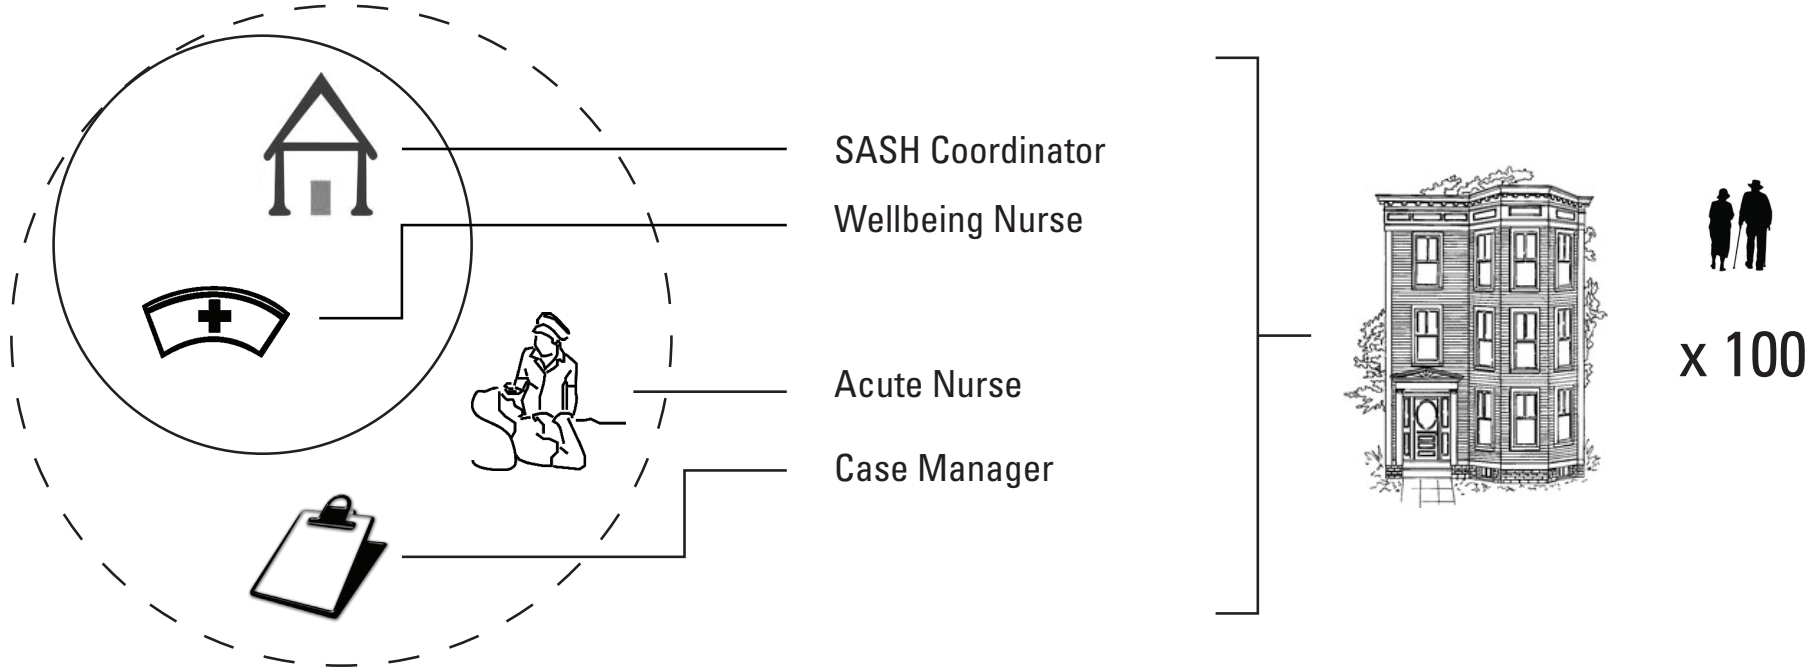 SASH Coordinator
Wellbeing Nurse
Acute Nurse
Case Manager
x 100